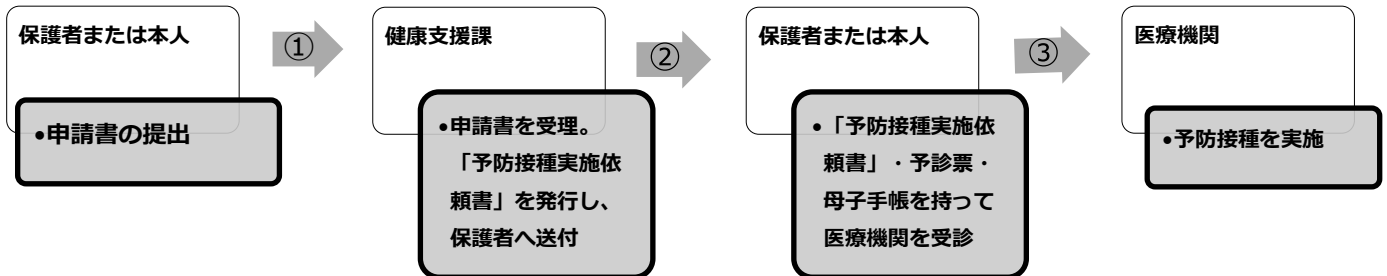 保護者または本人
•申請書の提出
①
健康支援課
•申請書を受理。
「予防接種実施依
頼書」を発行し、
保護者へ送付
②
保護者または本人
•「予防接種実施依
頼書」・予診票・
母子手帳を持って
医療機関を受診
③
医療機関
•予防接種を実施